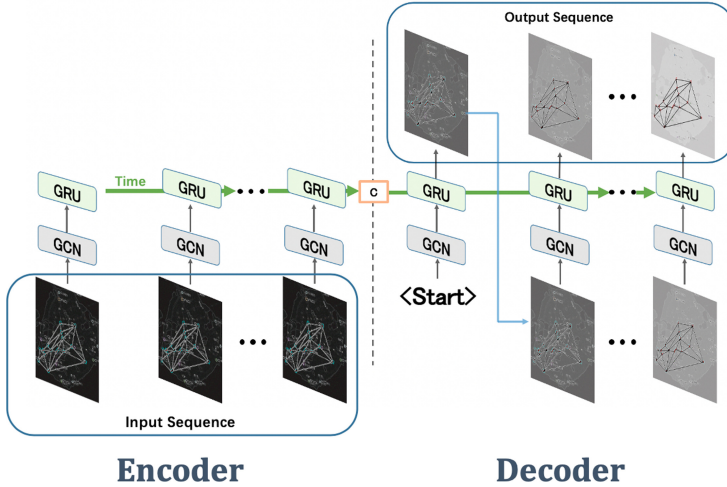 Output Sequence
Time
GRU
GRU
...
GRU
C
GRU
GRU
...
GRU
GCN
GCN
GCN
GCN
GCN
GCN
<Start>
...
...
...
Input Sequence
Encoder
Decoder